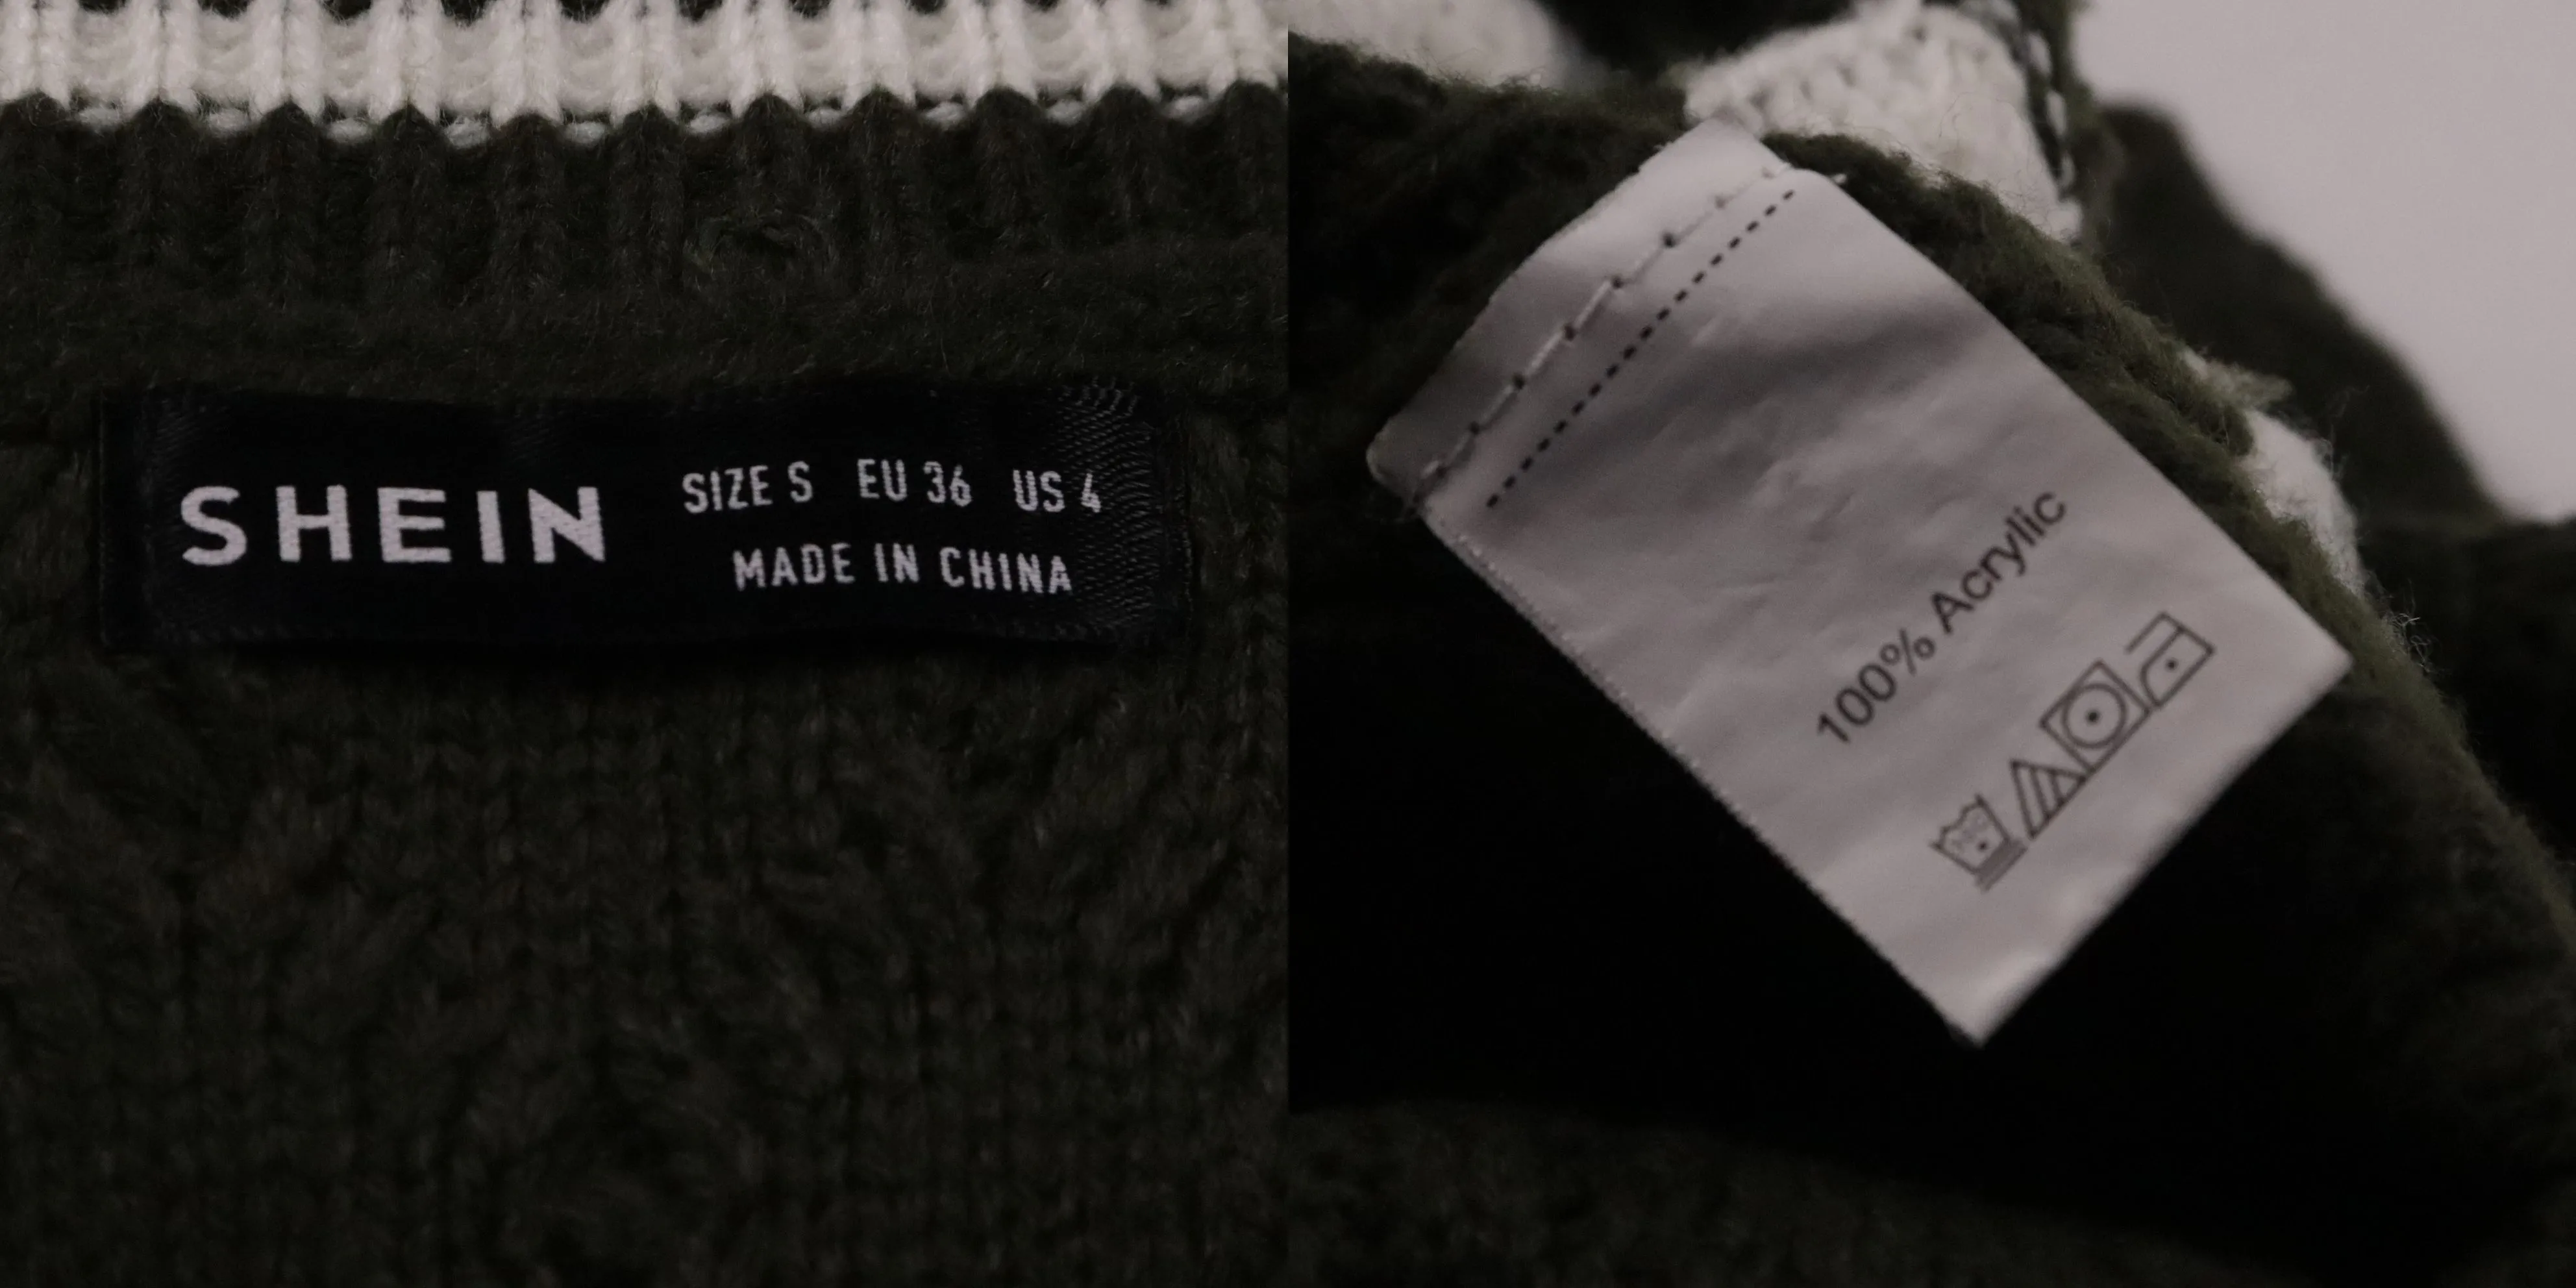 SHEIN
SIZE S EU 36 US 4
MADE IN CHINA
100% Acrylic